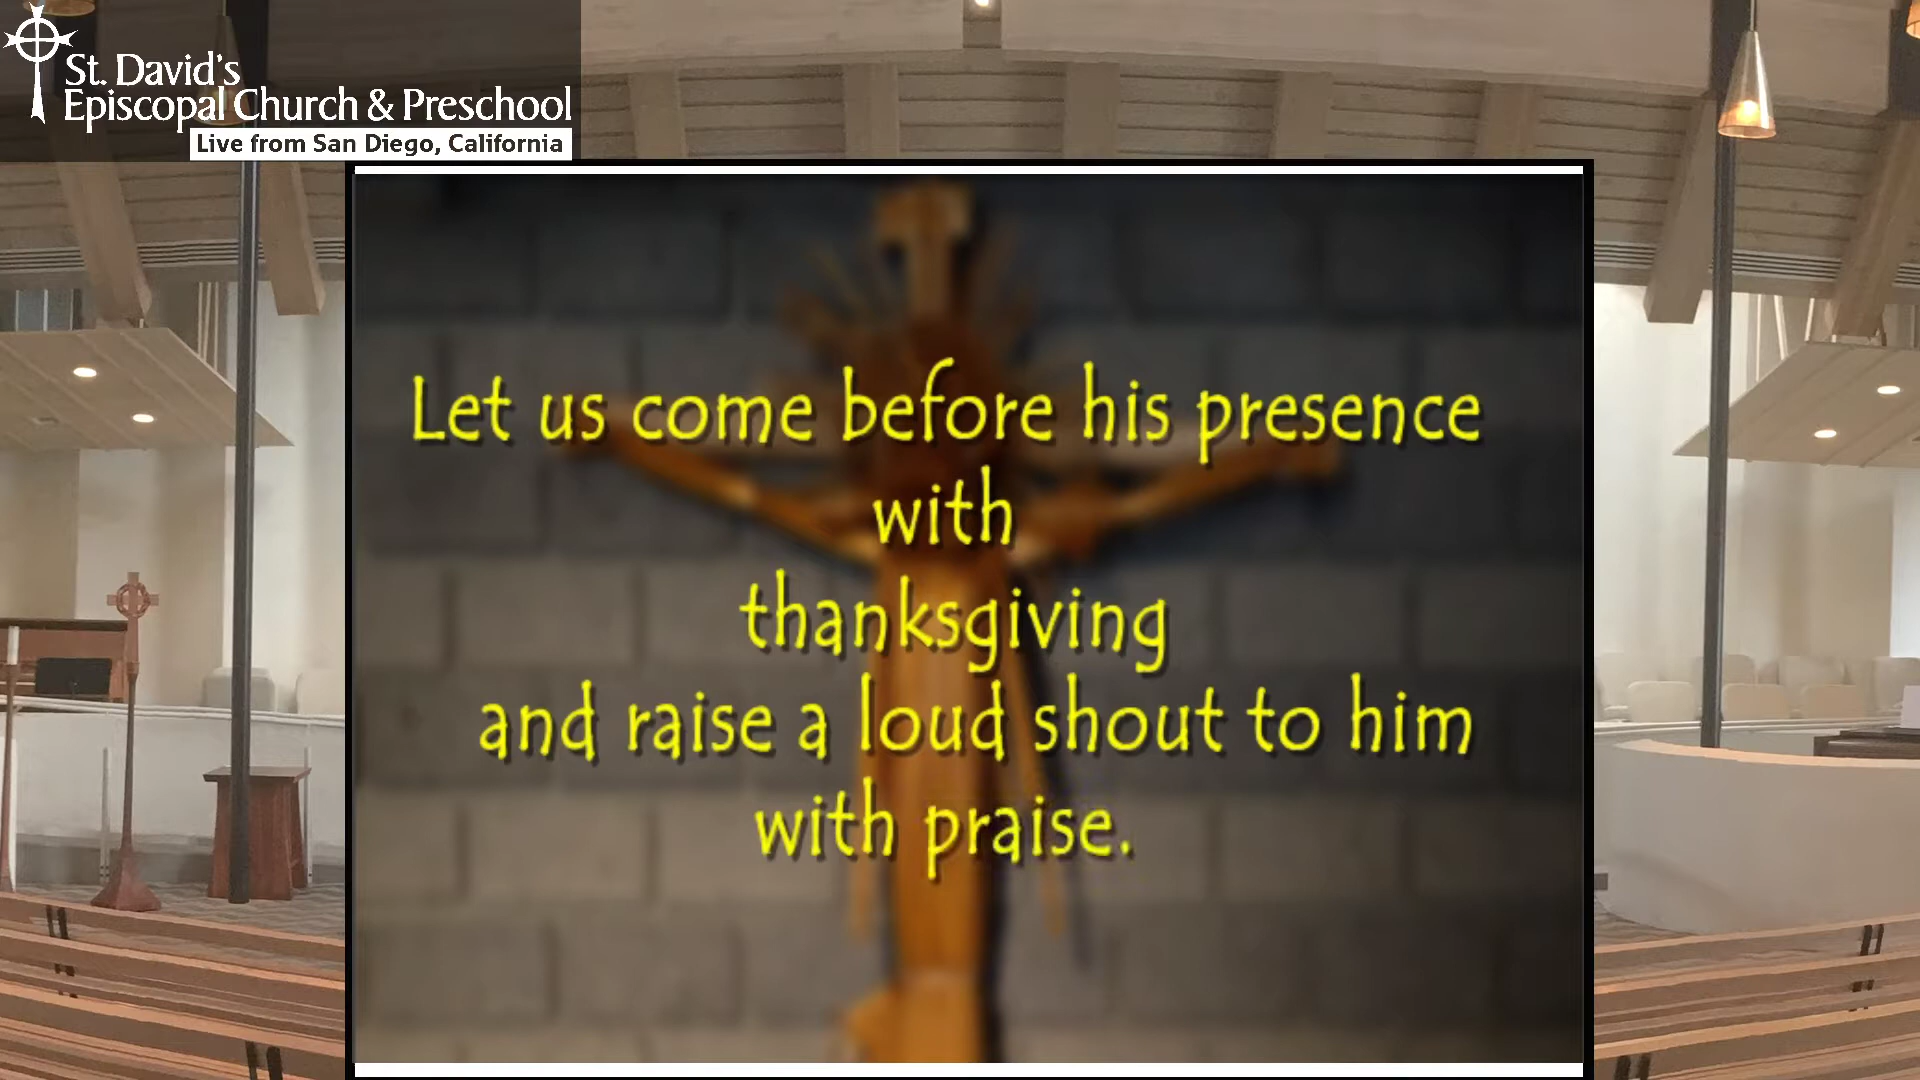 St. David's
Episcopal Church & Preschool
Live from San Diego, California
Let us come before his presence
with
thanksgiving
and raise a loud shout to him
with praise.